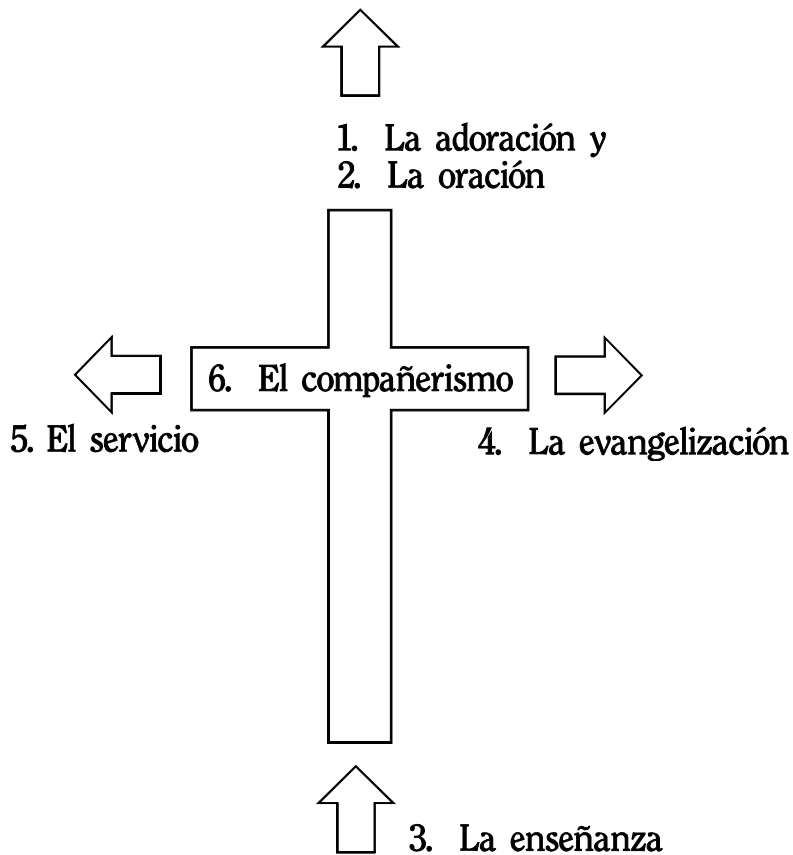 1. La adoración y
2. La oración
6. El compañerismo
5. El servicio
4. La evangelización
3. La enseñanza